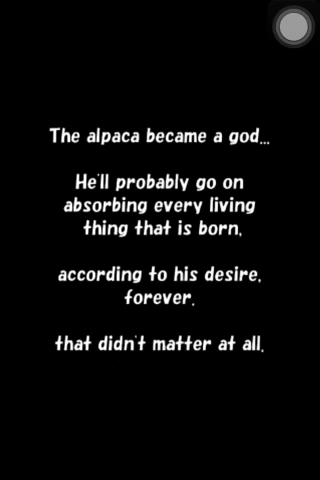 The alpaca became a god...
He'll probably go on
absorbing every living
thing that is born,
according to his desire,
forever.
that didn't matter at all.